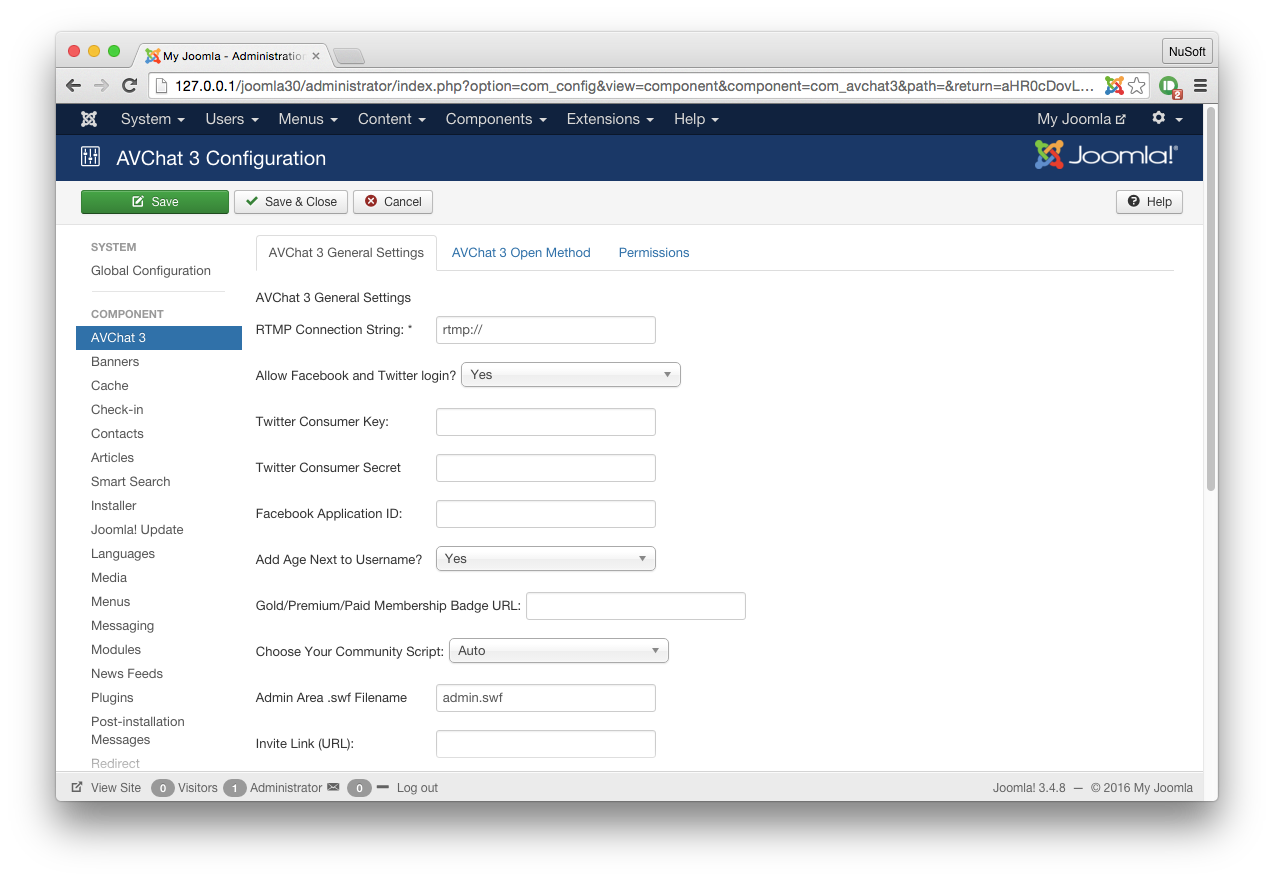 My Joomla - Administration
NuSoft
127.0.0.1/joomla30/administrator/index.php?option=com_config&view=component&component=com_avchat3&path=&return=aHR0cDovL...
2
System Users Menus Content Components Extensions Help My Joomla
AVChat 3 Configuration
Joomla!®
Save Save & Close Cancel Help
SYSTEM
Global Configuration
COMPONENT
AVChat 3
Banners
Cache
Check-in
Contacts
Articles
Smart Search
Installer
Joomla! Update
Languages
Media
Menus
Messaging
Modules
News Feeds
Plugins
Post-installation
Messages
Redirect
AVChat 3 General Settings AVChat 3 Open Method Permissions
AVChat 3 General Settings
RTMP Connection String: * rtmp://
Allow Facebook and Twitter login? Yes
Twitter Consumer Key:
Twitter Consumer Secret
Facebook Application ID:
Add Age Next to Username? Yes
Gold/Premium/Paid Membership Badge URL:
Choose Your Community Script: Auto
Admin Area .swf Filename admin.swf
Invite Link (URL):
View Site 0 Visitors 1 Administrator 0 Log out
Joomla! 3.4.8 — © 2016 My Joomla